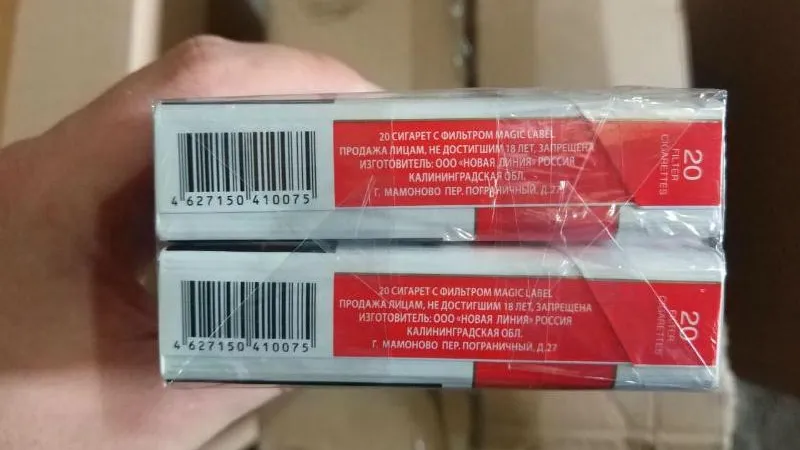 4 627150 410075
20 СИГАРЕТ С ФИЛЬТРОМ MAGIC LABEL
ПРОДАЖА ЛИЦАМ, НЕ ДОСТИГШИМ 18 ЛЕТ, ЗАПРЕЩЕНА
ИЗГОТОВИТЕЛЬ: ООО «НОВАЯ ЛИНИЯ» РОССИЯ
КАЛИНИНГРАДСКАЯ ОБЛ.
Г. МАМОНОВО ПЕР. ПОГРАНИЧНЫЙ, Д.27
20
FILTER
CIGARETTES
4 627150 410075
20 СИГАРЕТ С ФИЛЬТРОМ MAGIC LABEL
ПРОДАЖА ЛИЦАМ, НЕ ДОСТИГШИМ 18 ЛЕТ, ЗАПРЕЩЕНА
ИЗГОТОВИТЕЛЬ: ООО «НОВАЯ ЛИНИЯ» РОССИЯ
КАЛИНИНГРАДСКАЯ ОБЛ.
Г. МАМОНОВО ПЕР. ПОГРАНИЧНЫЙ, Д.27
20
FILTER
CIGARETTES